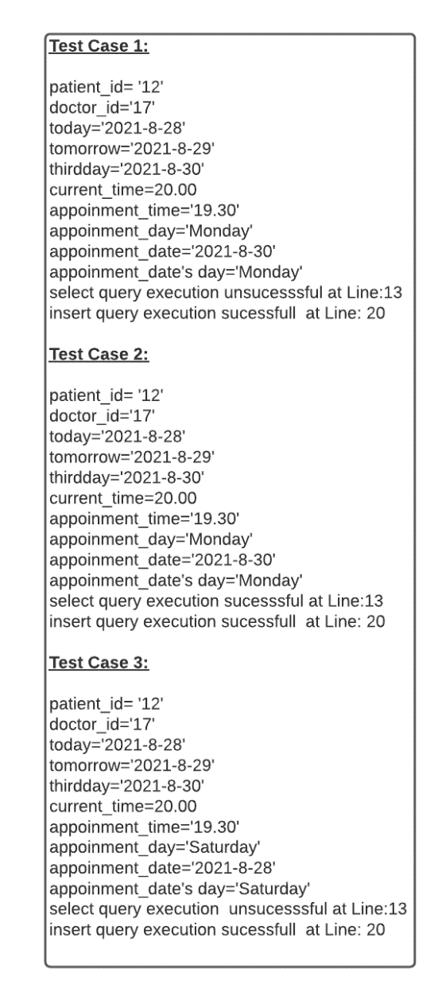 Test Case 1:
patient_id= '12'
doctor_id='17'
today='2021-8-28'
tomorrow='2021-8-29'
thirdday='2021-8-30'
current_time=20.00
appoinment_time='19.30'
appoinment_day='Monday'
appoinment_date='2021-8-30'
appoinment_date's day='Monday'
select query execution unsucesssful at Line:13
insert query execution sucessfull  at Line: 20
Test Case 2:
patient_id= '12'
doctor_id='17'
today='2021-8-28'
tomorrow='2021-8-29'
thirdday='2021-8-30'
current_time=20.00
appoinment_time='19.30'
appoinment_day='Monday'
appoinment_date='2021-8-30'
appoinment_date's day='Monday'
select query execution sucesssful at Line:13
insert query execution sucessfull  at Line: 20
Test Case 3:
patient_id= '12'
doctor_id='17'
today='2021-8-28'
tomorrow='2021-8-29'
thirdday='2021-8-30'
current_time=20.00
appoinment_time='19.30'
appoinment_day='Saturday'
appoinment_date='2021-8-28'
appoinment_date's day='Saturday'
select query execution  unsucesssful at Line:13
insert query execution sucessfull  at Line: 20